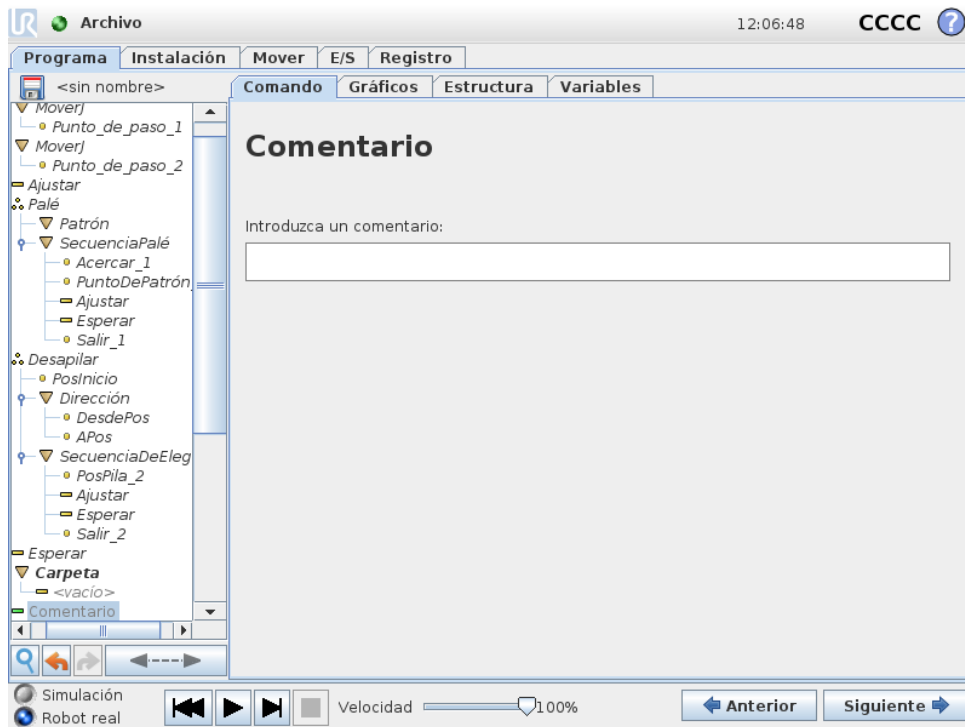 UR Archivo 12:06:48 CCCC ?
Programa Instalación Mover E/S Registro
<sin nombre> Comando Gráficos Estructura Variables
MoverJ
Punto_de_paso_1
MoverJ
Punto_de_paso_2
Ajustar
Palé
Patrón
SecuenciaPalé
Acercar_1
PuntoDePatrón
Ajustar
Esperar
Salir_1
Desapilar
PosInicio
Dirección
DesdePos
APos
SecuenciaDeEleg
PosPila_2
Ajustar
Esperar
Salir_2
Esperar
Carpeta
<vacío>
Comentario
Comentario
Introduzca un comentario:
Simulación
Robot real
Velocidad 100%
Anterior Siguiente